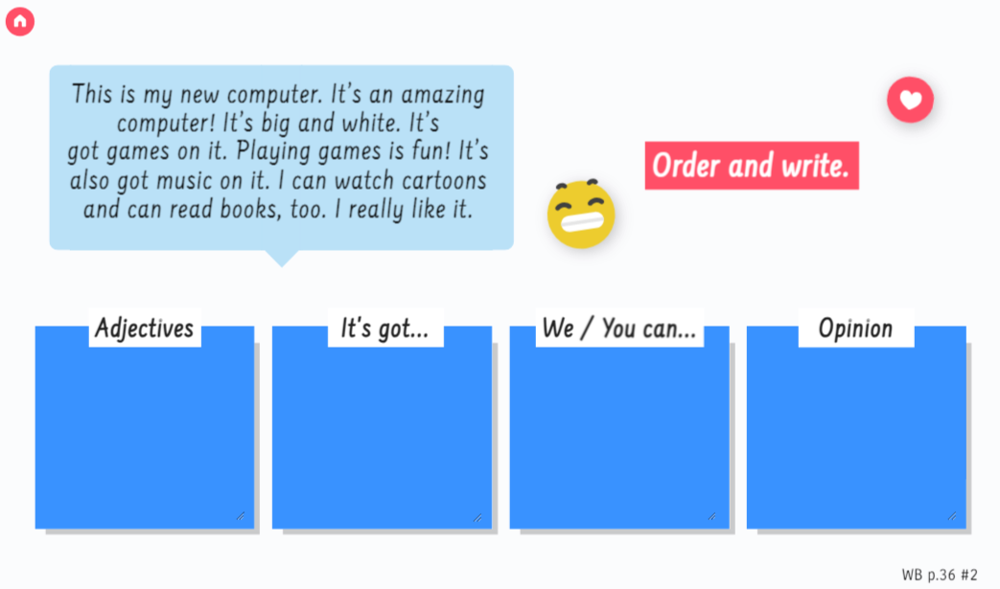 This is my new computer. It's an amazing
computer! It's big and white. It's
got games on it. Playing games is fun! It's
also got music on it. I can watch cartoons
and can read books, too. I really like it.
Order and write.
Adjectives
It's got...
We / You can...
Opinion
WB p.36 #2